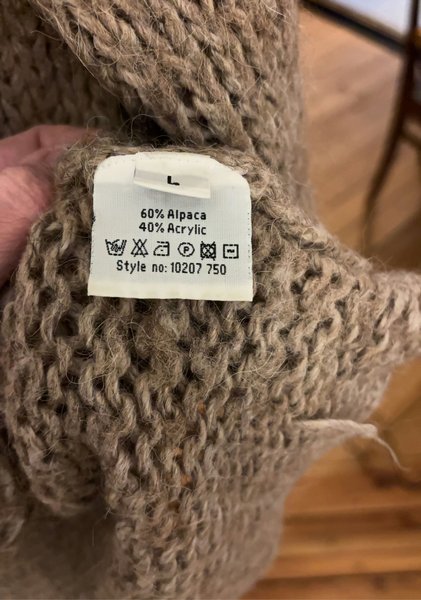 L
60% Alpaca
40% Acrylic
P
Style no: 10207 750